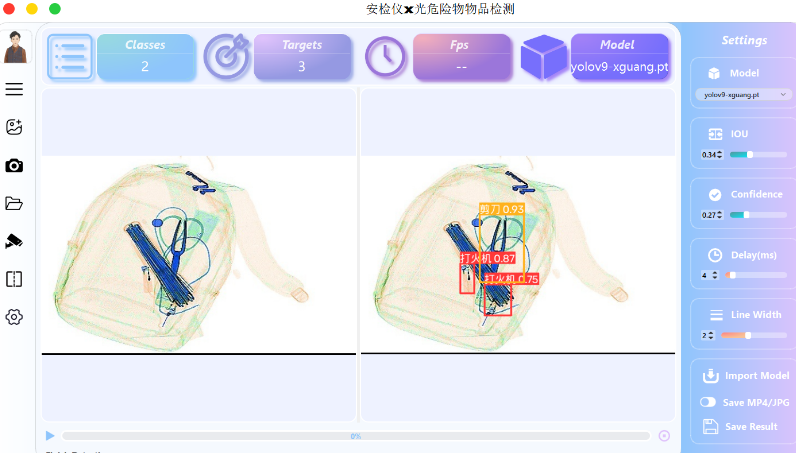 安检仪x光危险物物品检测
Classes
2
Targets
3
Fps
--
Model
yolov9-xguang.pt
Settings
Model
yolov9-xguang.pt
IOU
0.34
Confidence
0.27
Delay(ms)
4
Line Width
2
Import Model
Save MP4/JPG
Save Result
剪刀 0.93
打火机 0.87
打火机 0.75
0%